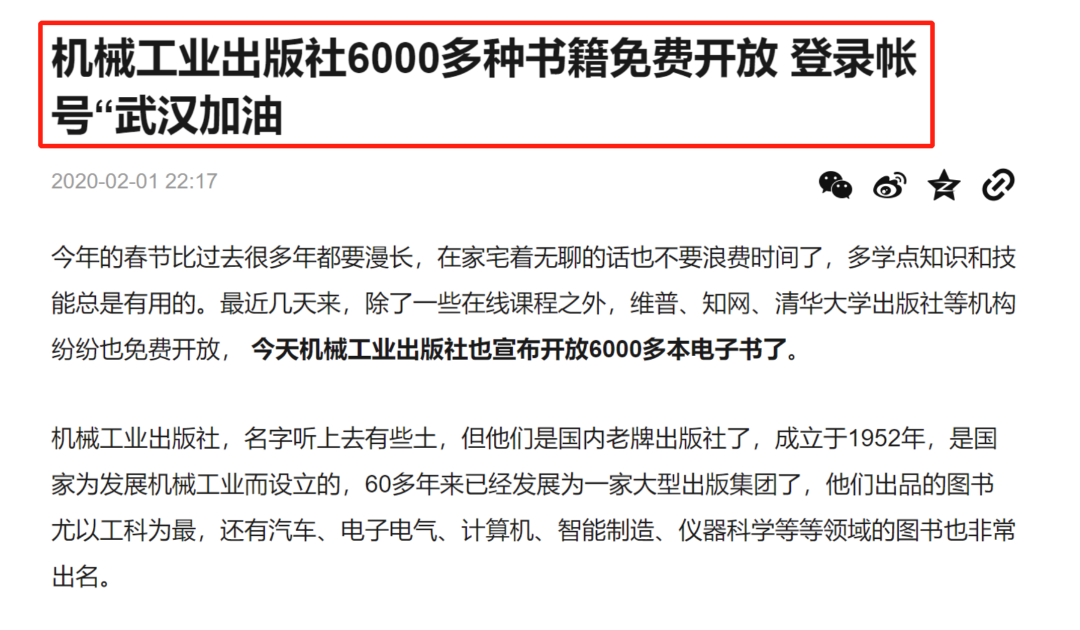 机械工业出版社6000多种书籍免费开放 登录帐
号“武汉加油
2020-02-01 22:17
今年的春节比过去很多年都要漫长，在家宅着无聊的话也不要浪费时间了，多学点知识和技
能总是有用的。最近几天来，除了一些在线课程之外，维普、知网、清华大学出版社等机构
纷纷也免费开放， 今天机械工业出版社也宣布开放6000多本电子书了。
机械工业出版社，名字听上去有些土，但他们是国内老牌出版社了，成立于1952年，是国
家为发展机械工业而设立的，60多年来已经发展为一家大型出版集团了，他们出品的图书
尤以工科为最，还有汽车、电子电气、计算机、智能制造、仪器科学等等领域的图书也非常
出名。